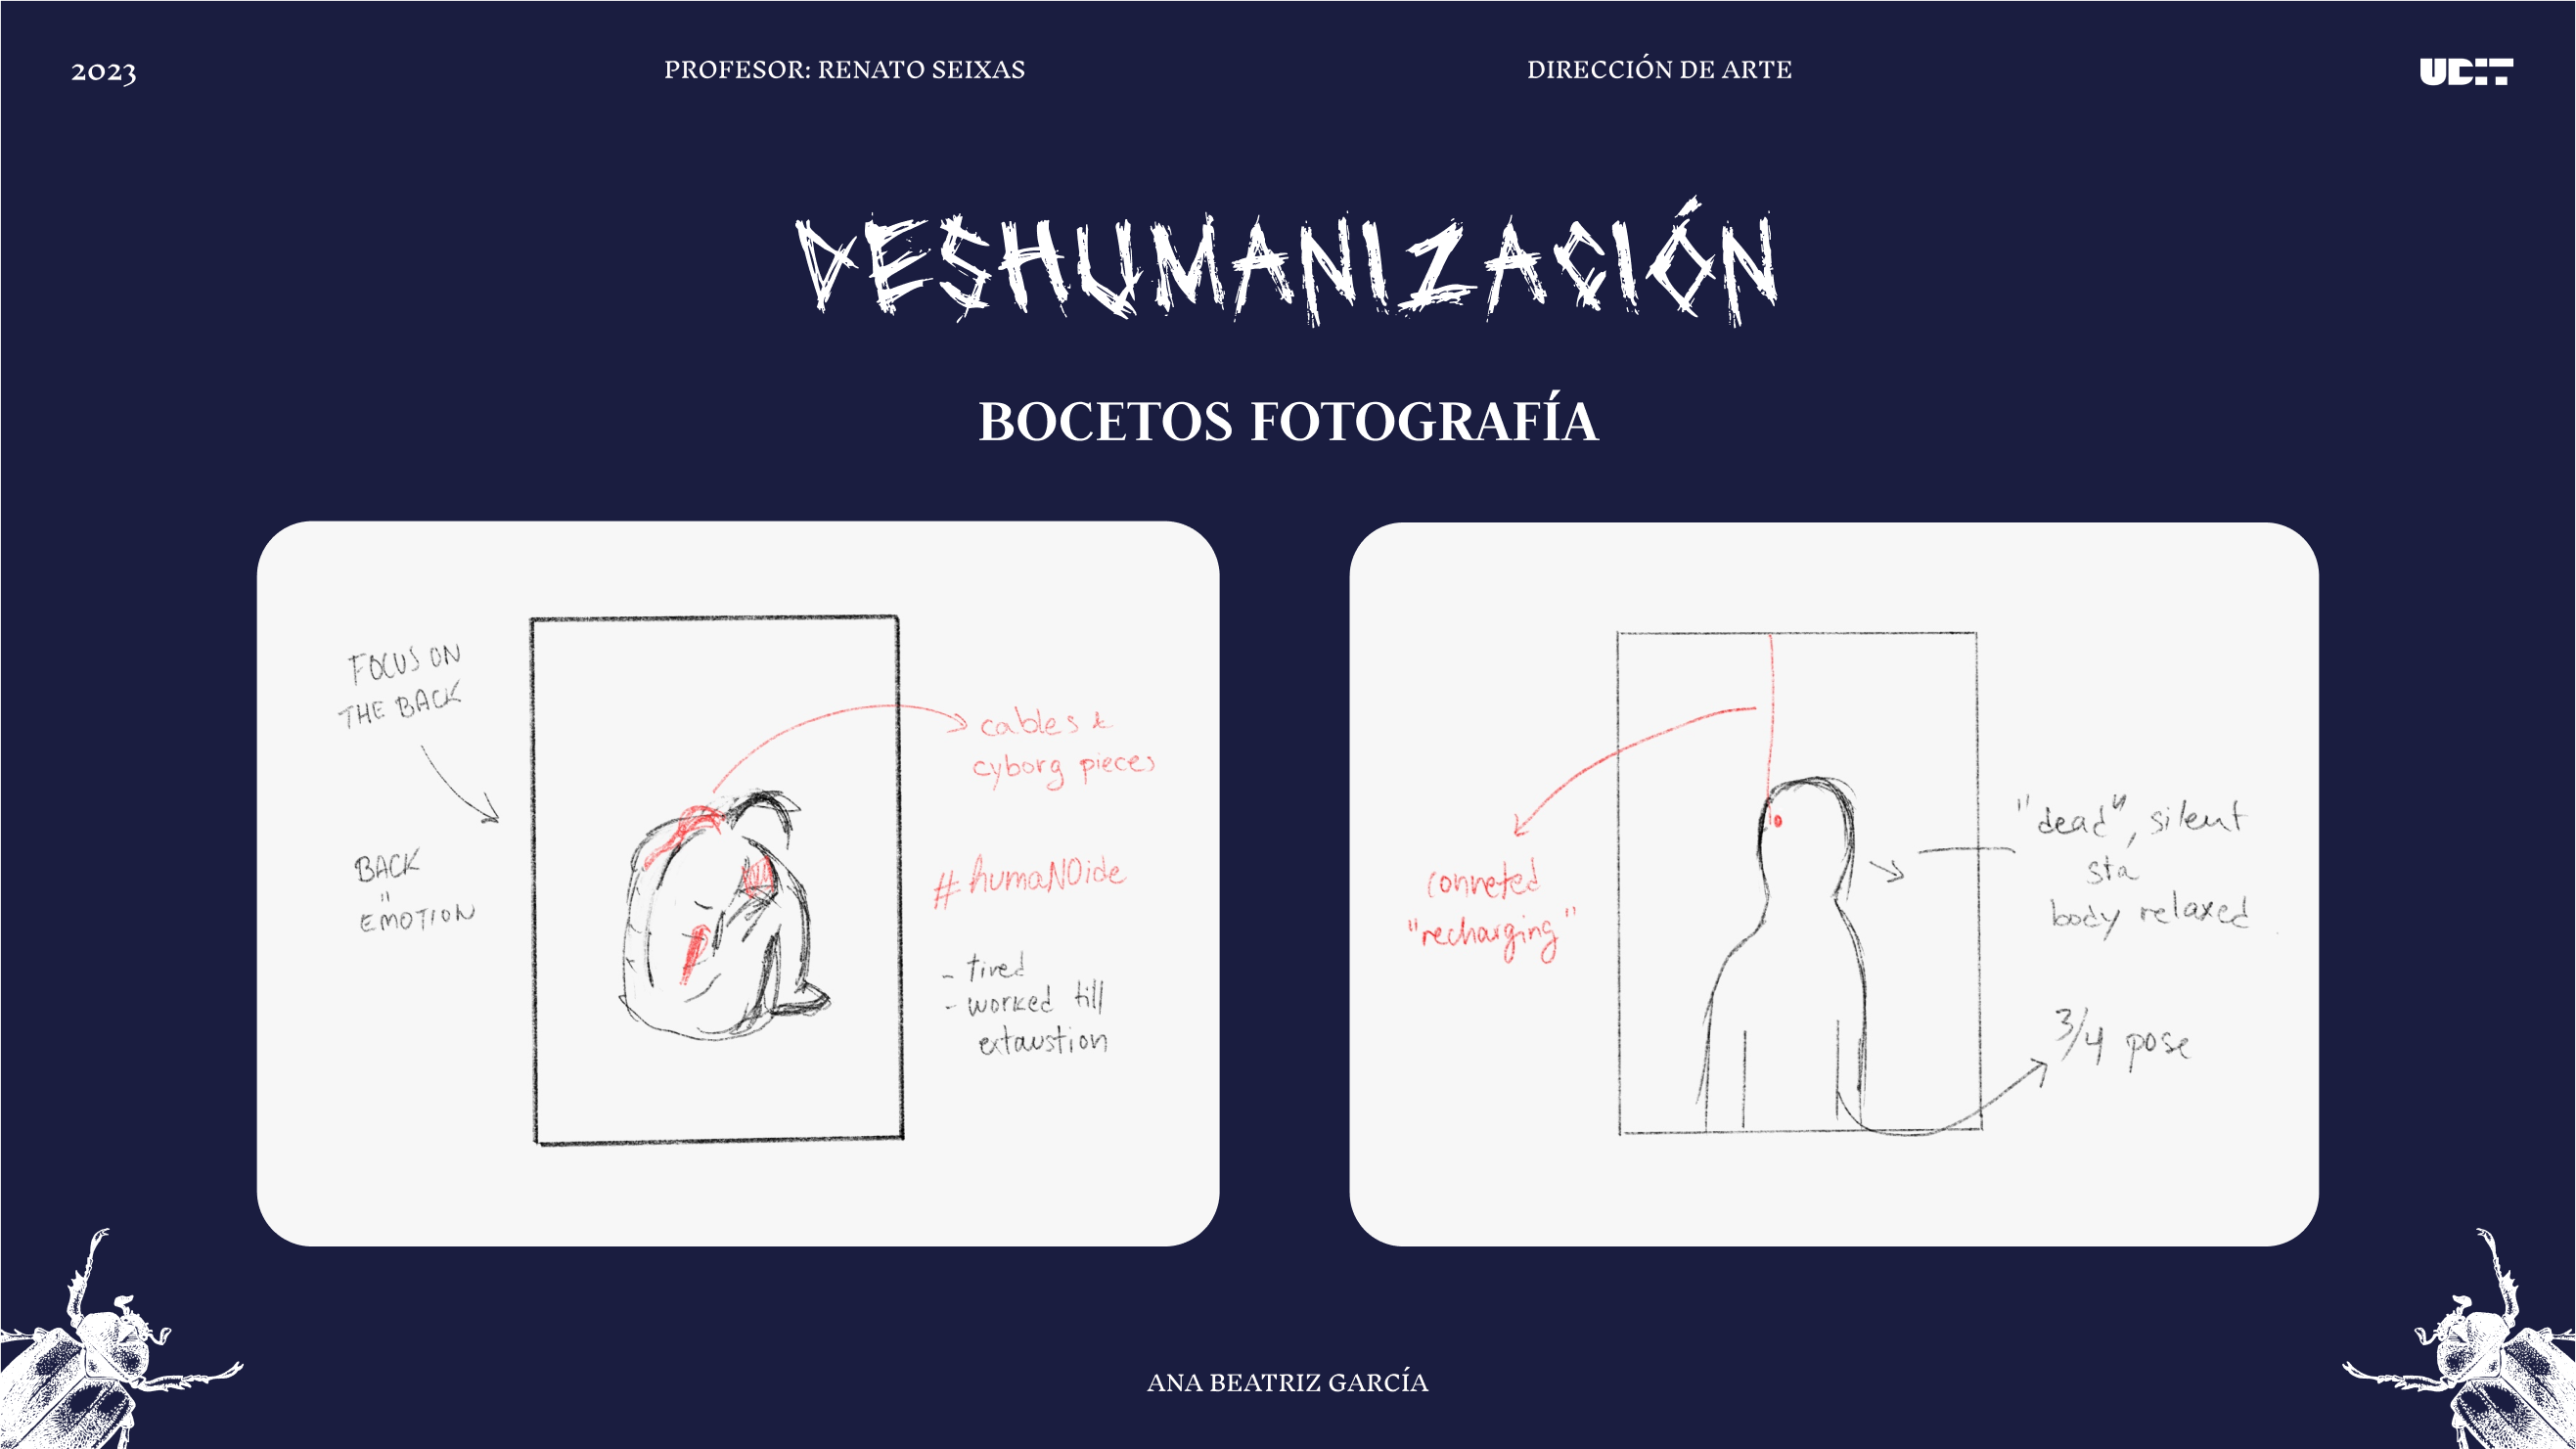 2023
PROFESOR: RENATO SEIXAS
DIRECCIÓN DE ARTE
UDIT
DESHUMANIZACIÓN
BOCETOS FOTOGRAFÍA
FOCUS ON
THE BACK
BACK
"
EMOTION
cables &
cyborg pieces
#humaNOide
- tired
- worked till
extaustion
conneted
"recharging"
"dead", silent
sta
body relaxed
3/4 pose
ANA BEATRIZ GARCÍA